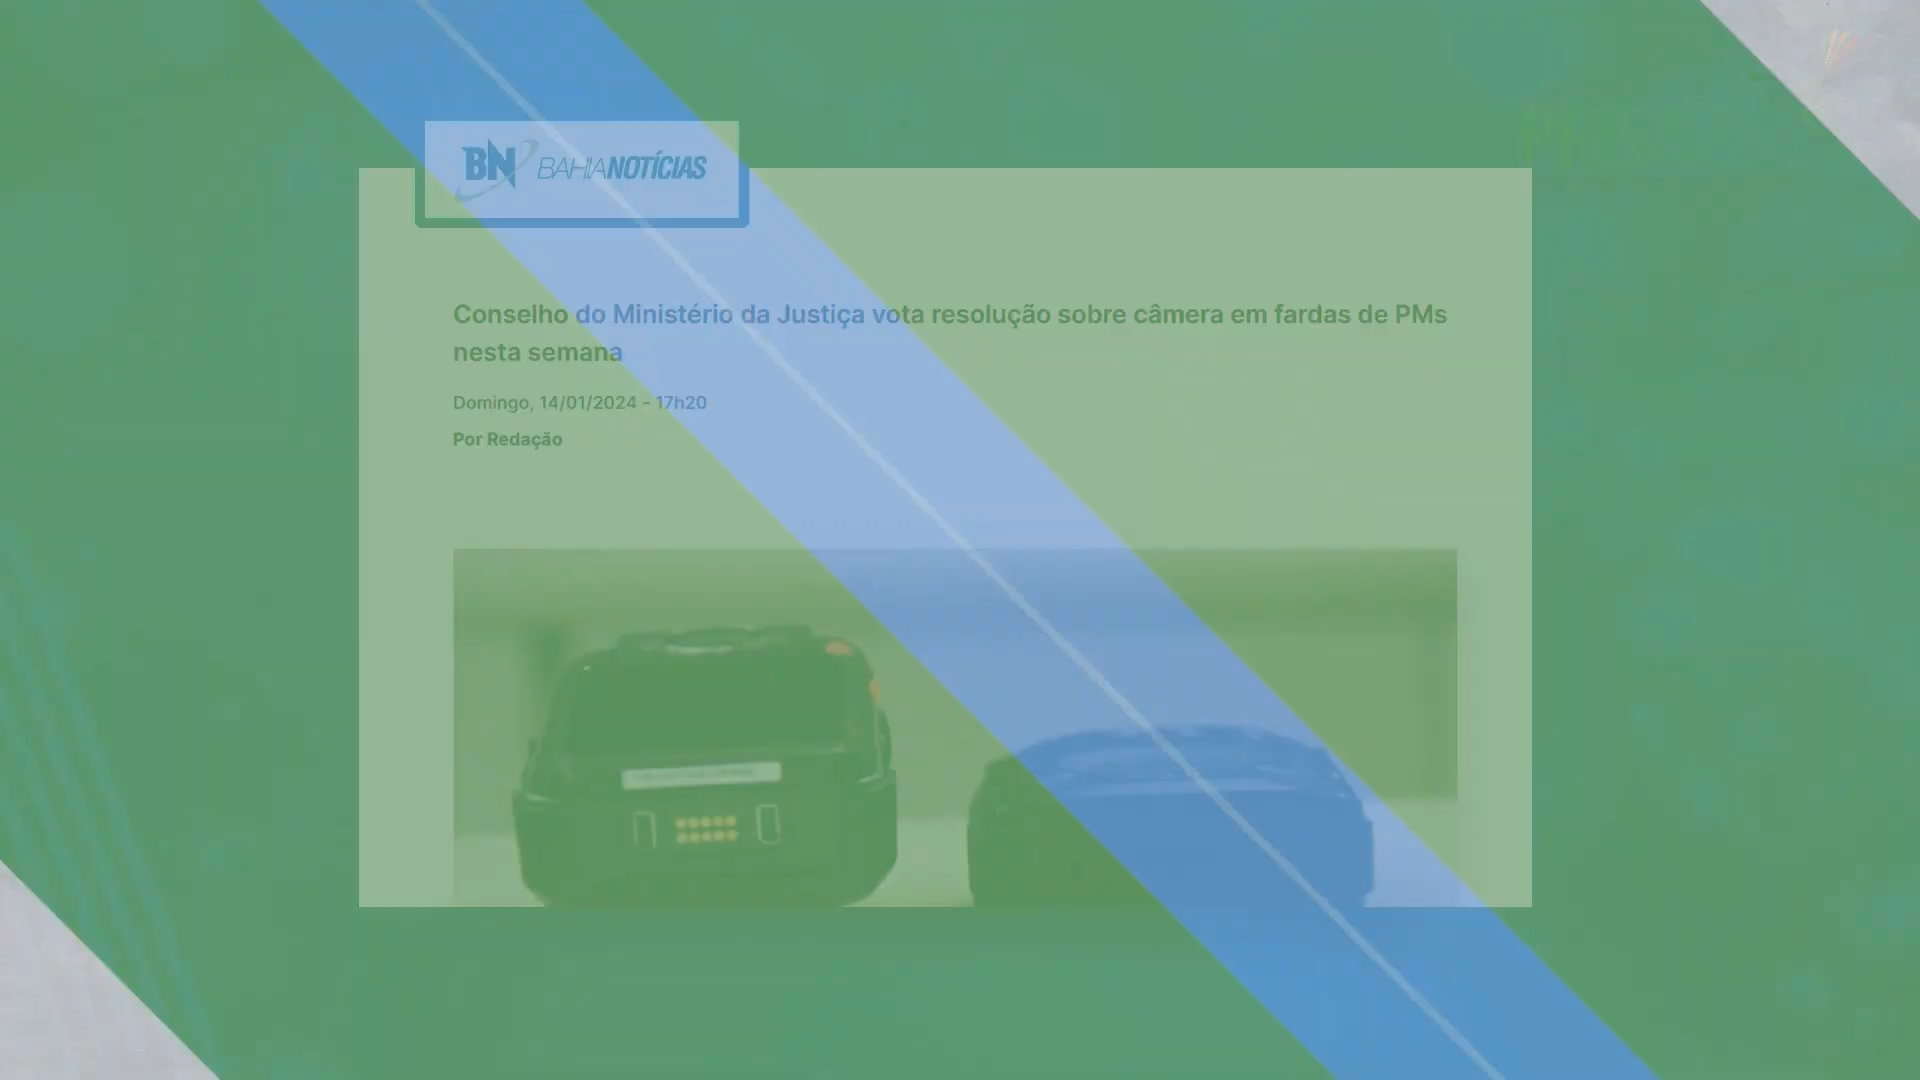 BN BAHIANOTÍCIAS
Conselho do Ministério da Justiça vota resolução sobre câmera em fardas de PMs
nesta semana
Domingo, 14/01/2024 - 17h20
Por Redação